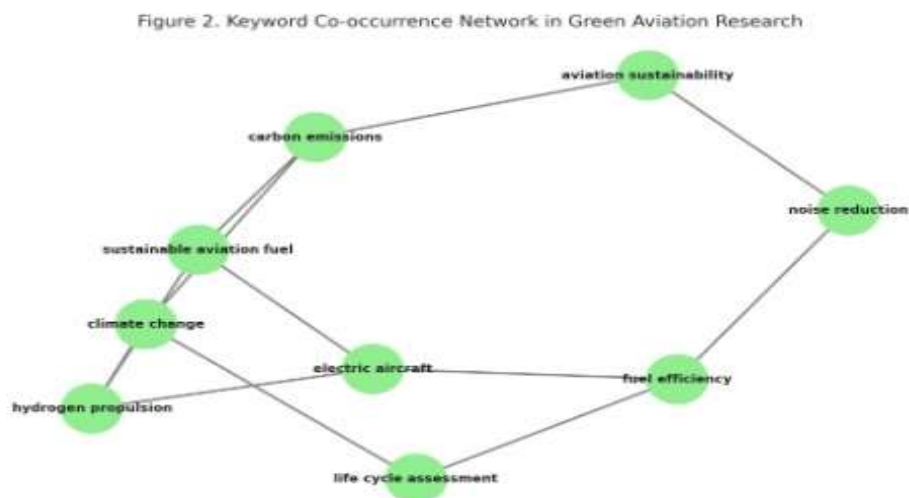 Figure 2. Keyword Co-occurrence Network in Green Aviation Research
aviation sustainability
carbon emissions
noise reduction
sustainable aviation fuel
climate change
electric aircraft
fuel efficiency
hydrogen propulsion
life cycle assessment